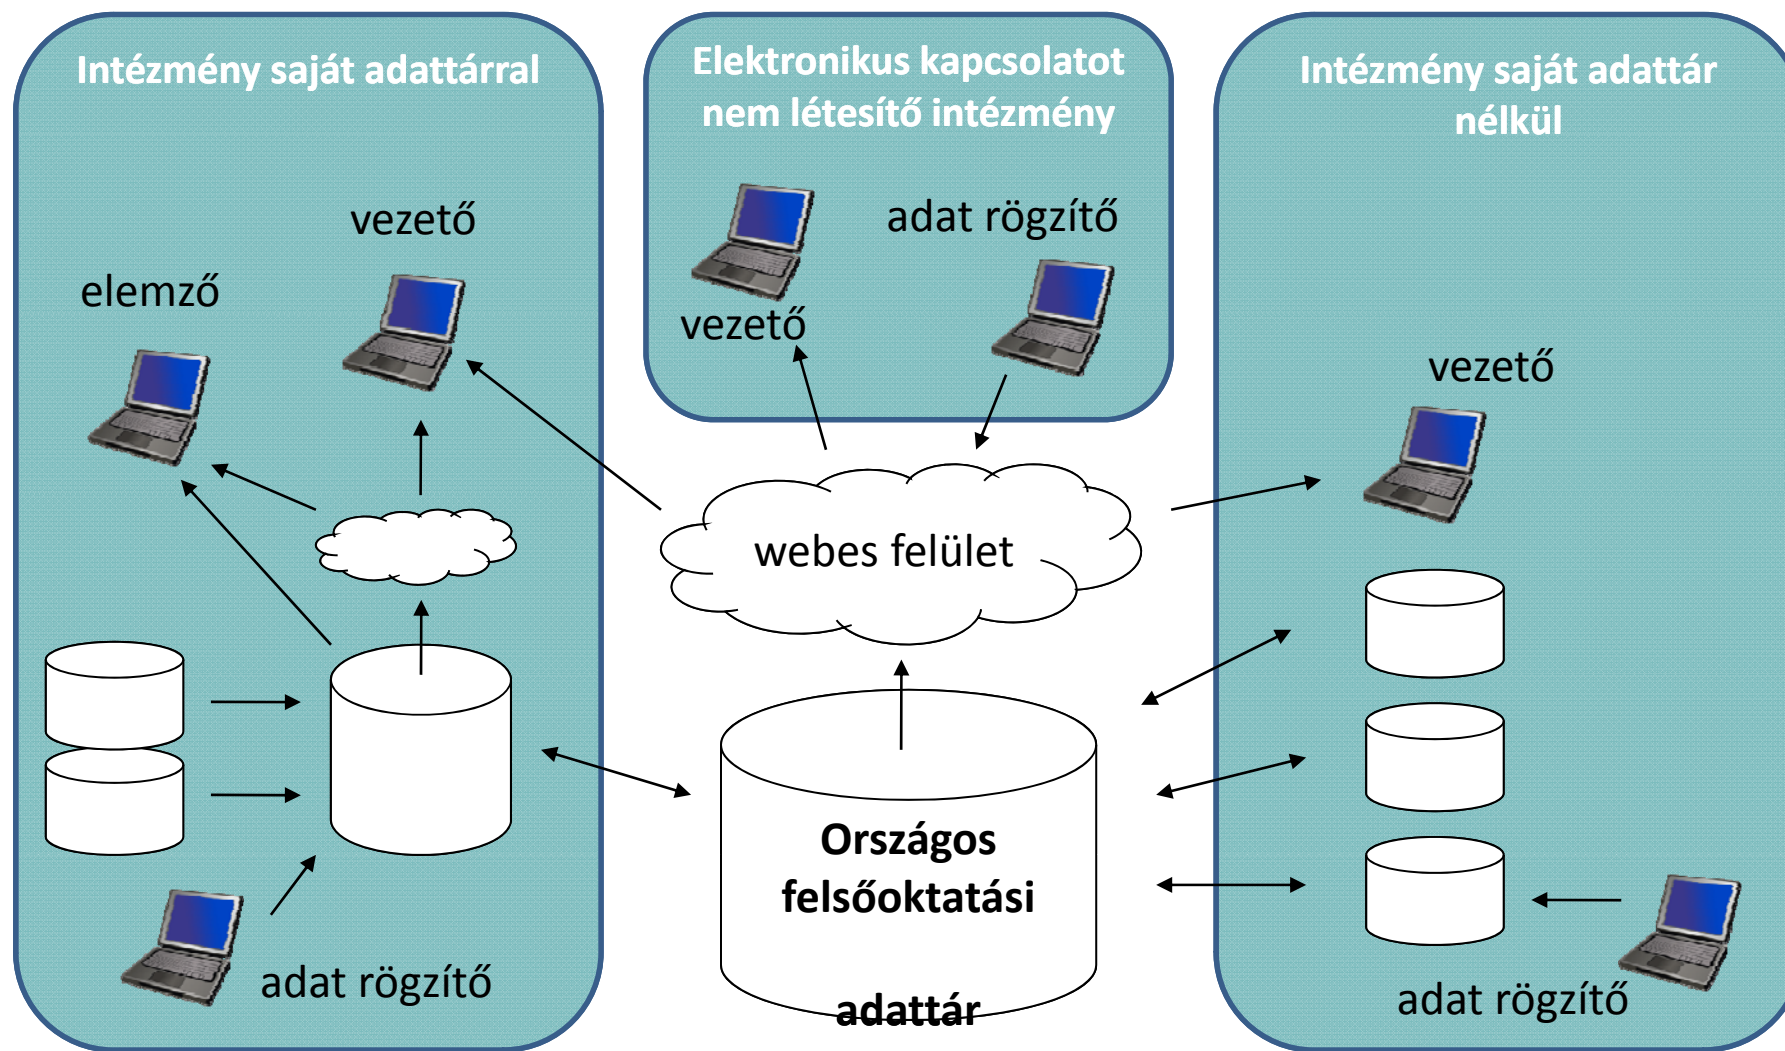 Intézmény saját adattárral
vezető
elemző
adat rögzítő
Elektronikus kapcsolatot
nem létesítő intézmény
adat rögzítő
vezető
webes felület
Országos
felsőoktatási
adattár
Intézmény saját adattár
nélkül
vezető
adat rögzítő